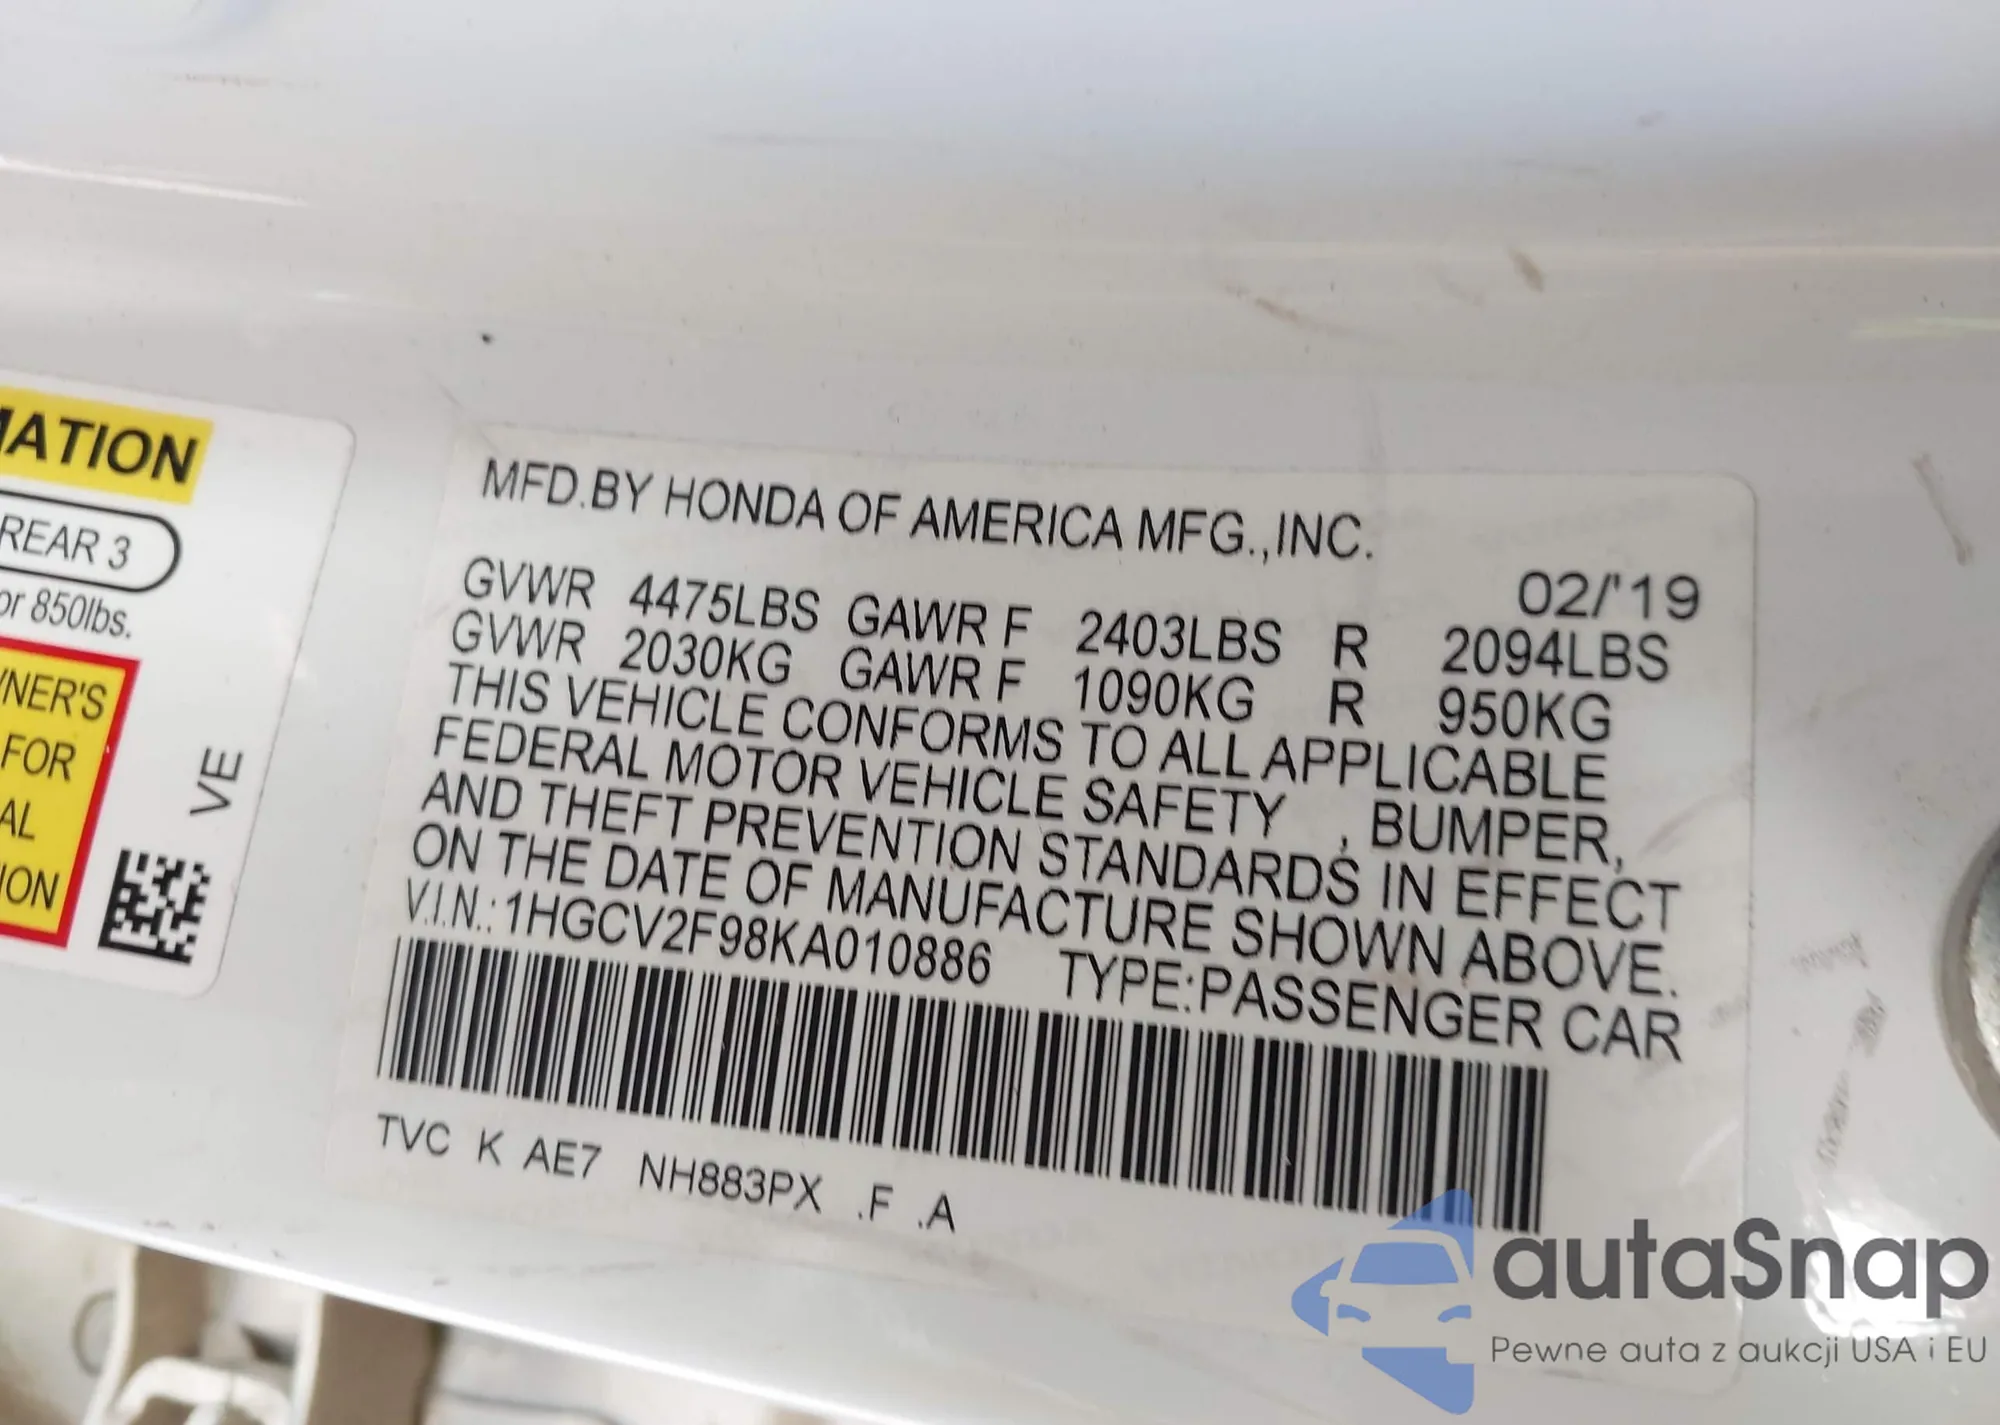 MATION
REAR 3
or 850lbs.
NER'S
FOR
AL
ION
VE
MFD.BY HONDA OF AMERICA MFG.,INC.
02/'19
GVWR 4475LBS GAWR F 2403LBS R 2094LBS
GVWR 2030KG GAWR F 1090KG R 950KG
THIS VEHICLE CONFORMS TO ALL APPLICABLE
FEDERAL MOTOR VEHICLE SAFETY , BUMPER,
AND THEFT PREVENTION STANDARDS IN EFFECT
ON THE DATE OF MANUFACTURE SHOWN ABOVE.
V.I.N.:1HGCV2F98KA010886 TYPE:PASSENGER CAR
TVC K AE7 NH883PX .F .A
autaSnap
Pewne auta z aukcji USA i EU